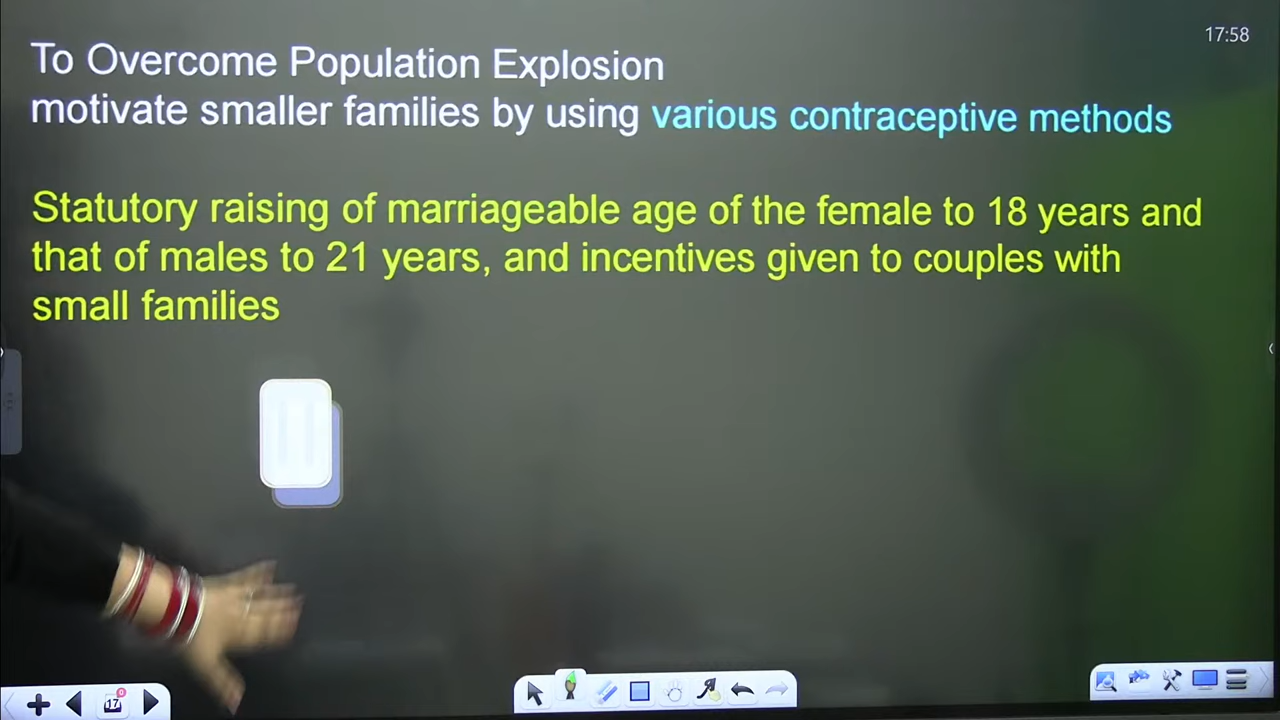 17:58
To Overcome Population Explosion
motivate smaller families by using various contraceptive methods
Statutory raising of marriageable age of the female to 18 years and
that of males to 21 years, and incentives given to couples with
small families
17
0